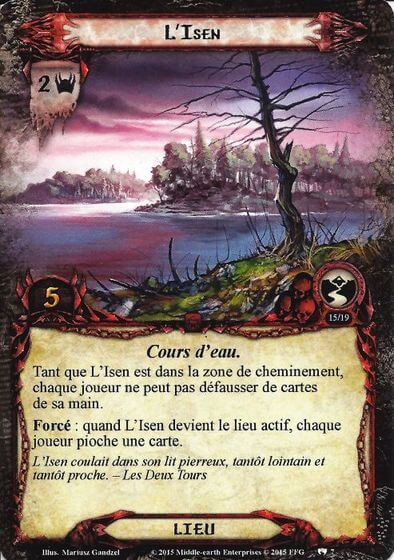 L'Isen
2
5
15/19
Cours d'eau.
Tant que L'Isen est dans la zone de cheminement,
chaque joueur ne peut pas défausser de cartes
de sa main.
Forcé : quand L'Isen devient le lieu actif, chaque
joueur pioche une carte.
L'Isen coulait dans son lit pierreux, tantôt lointain et
tantôt proche. – Les Deux Tours
LIEU
Illus. Mariusz Gandzel © 2015 Middle-earth Enterprises © 2015 FFG 7